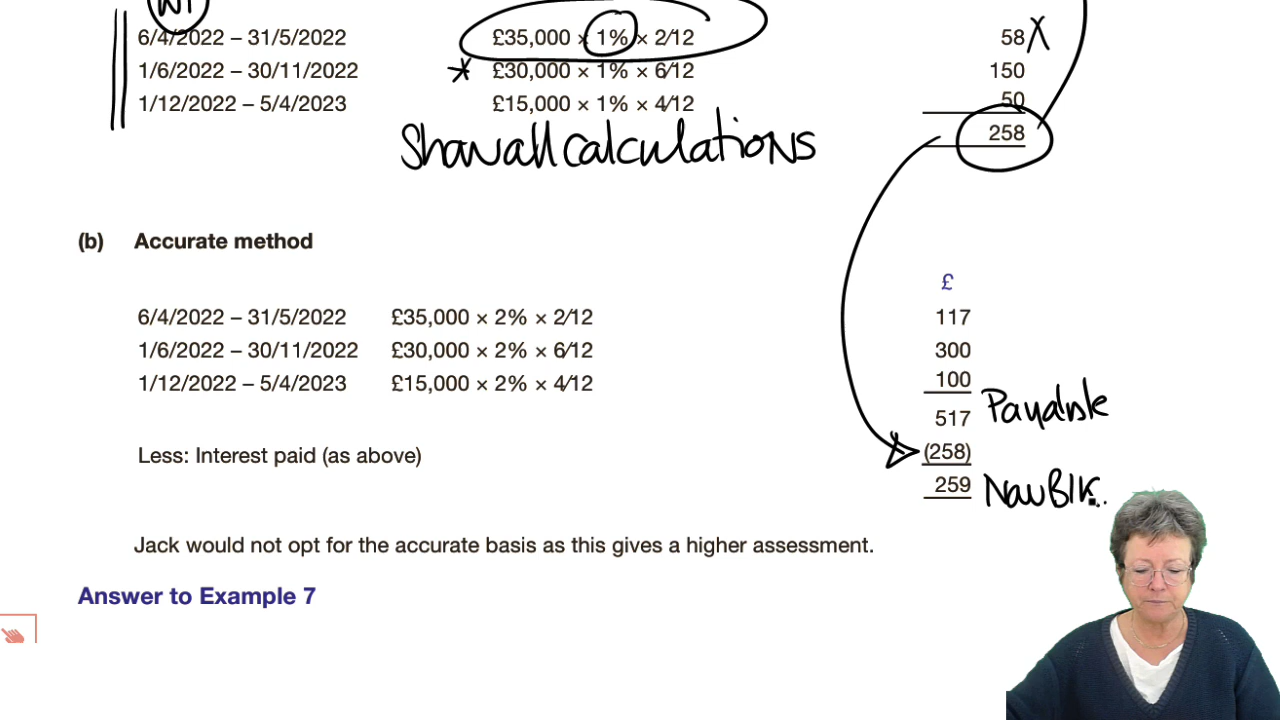 W1
6/4/2022 – 31/5/2022 £35,000 × 1% × 2/12 58 X
1/6/2022 – 30/11/2022 * £30,000 × 1% × 6/12 150
1/12/2022 – 5/4/2023 £15,000 × 1% × 4/12 50
258
Show all calculations
(b) Accurate method
£
6/4/2022 – 31/5/2022 £35,000 × 2% × 2/12 117
1/6/2022 – 30/11/2022 £30,000 × 2% × 6/12 300
1/12/2022 – 5/4/2023 £15,000 × 2% × 4/12 100
517 Payable
Less: Interest paid (as above) (258)
259 New BIK..
Jack would not opt for the accurate basis as this gives a higher assessment.
Answer to Example 7